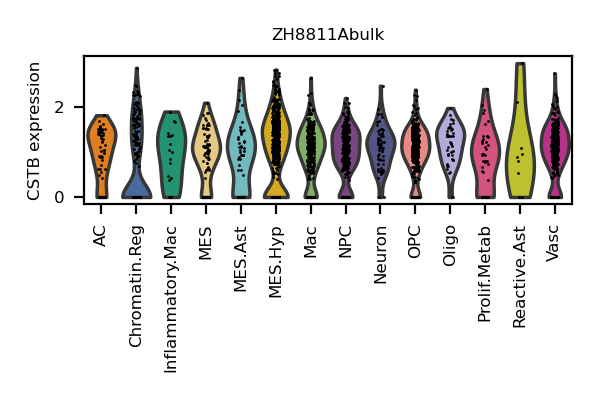 ZH8811Abulk
CSTB expression
2
0
AC
Chromatin.Reg
Inflammatory.Mac
MES
MES.Ast
MES.Hyp
Mac
NPC
Neuron
OPC
Oligo
Prolif.Metab
Reactive.Ast
Vasc